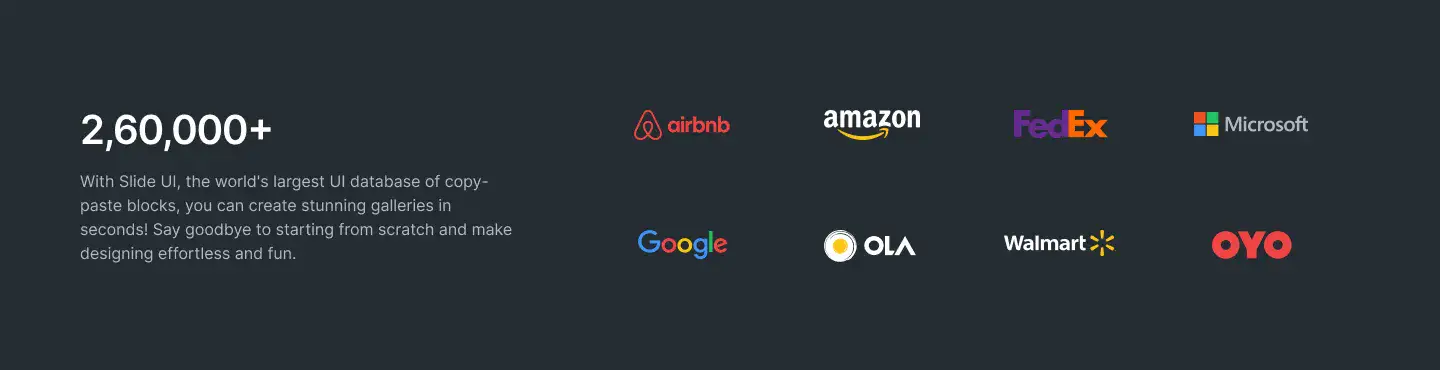 2,60,000+
With Slide UI, the world's largest UI database of copy-
paste blocks, you can create stunning galleries in
seconds! Say goodbye to starting from scratch and make
designing effortless and fun.
airbnb
amazon
FedEx
Microsoft
Google
OLA
Walmart
OYO